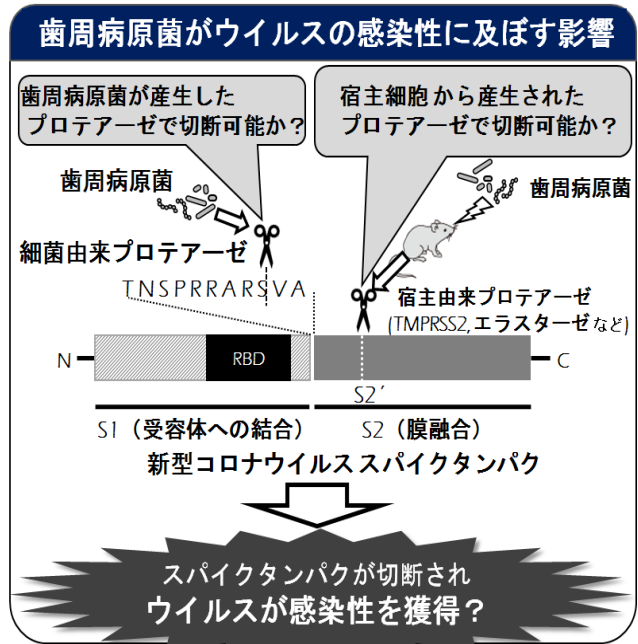 歯周病原菌がウイルスの感染性に及ぼす影響
歯周病原菌が産生した
プロテアーゼで切断可能か？
宿主細胞から産生された
プロテアーゼで切断可能か？
歯周病原菌
歯周病原菌
細菌由来プロテアーゼ
TNSPRRARSVA
宿主由来プロテアーゼ
(TMPRSS2,エラスターゼなど)
N
RBD
C
S2´
S1（受容体への結合）
S2（膜融合）
新型コロナウイルススパイクタンパク
スパイクタンパクが切断され
ウイルスが感染性を獲得？